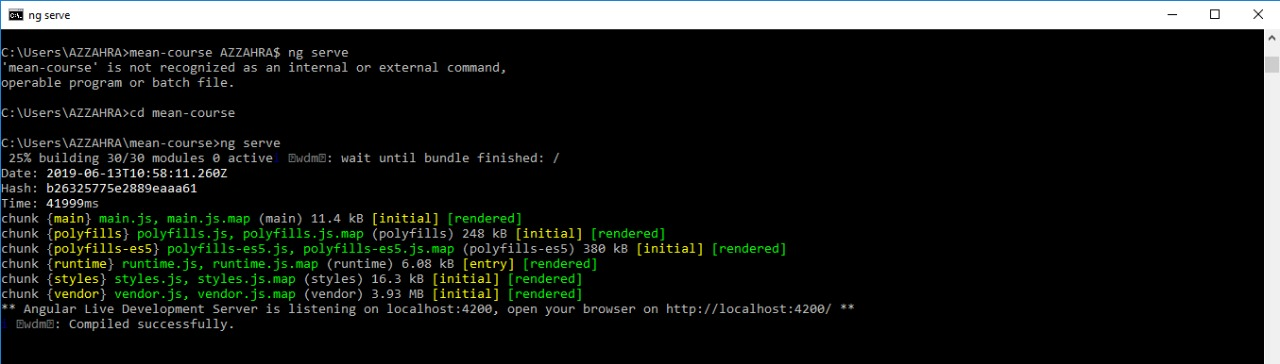 ng serve
C:\Users\AZZAHRA>mean-course AZZAHRA$ ng serve
'mean-course' is not recognized as an internal or external command,
operable program or batch file.
C:\Users\AZZAHRA>cd mean-course
C:\Users\AZZAHRA\mean-course>ng serve
25% building 30/30 modules 0 activei ｢wdm｣: wait until bundle finished: /
Date: 2019-06-13T10:58:11.260Z
Hash: b26325775e2889eaaa61
Time: 41999ms
chunk {main} main.js, main.js.map (main) 11.4 kB [initial] [rendered]
chunk {polyfills} polyfills.js, polyfills.js.map (polyfills) 248 kB [initial] [rendered]
chunk {polyfills-es5} polyfills-es5.js, polyfills-es5.js.map (polyfills-es5) 380 kB [initial] [rendered]
chunk {runtime} runtime.js, runtime.js.map (runtime) 6.08 kB [entry] [rendered]
chunk {styles} styles.js, styles.js.map (styles) 16.3 kB [initial] [rendered]
chunk {vendor} vendor.js, vendor.js.map (vendor) 3.93 MB [initial] [rendered]
** Angular Live Development Server is listening on localhost:4200, open your browser on http://localhost:4200/ **
i ｢wdm｣: Compiled successfully.